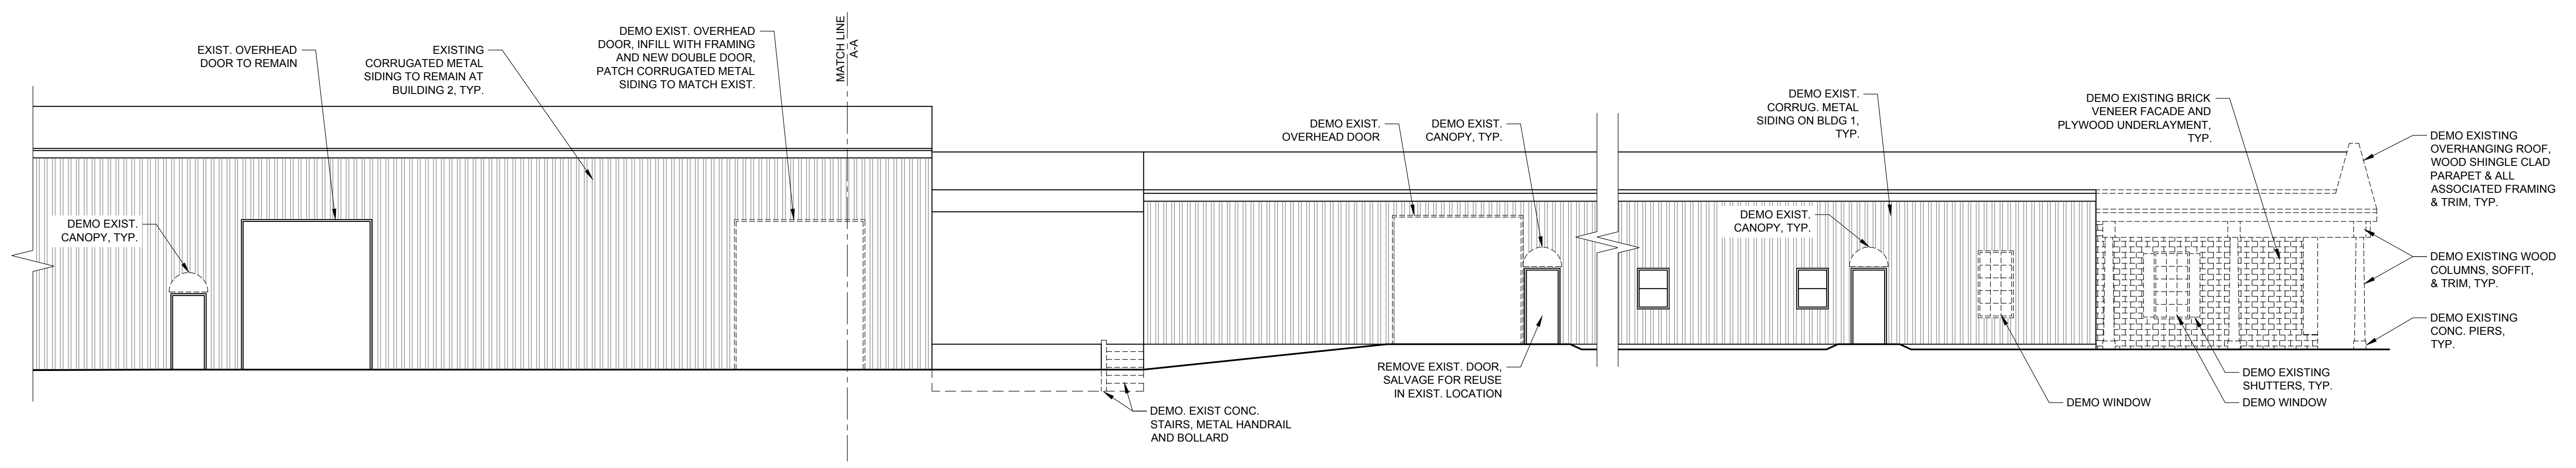 EXIST. OVERHEAD
DOOR TO REMAIN
EXISTING
CORRUGATED METAL
SIDING TO REMAIN AT
BUILDING 2, TYP.
DEMO EXIST. OVERHEAD
DOOR, INFILL WITH FRAMING
AND NEW DOUBLE DOOR,
PATCH CORRUGATED METAL
SIDING TO MATCH EXIST.
MATCH LINE
A-A
DEMO EXIST.
CANOPY, TYP.
DEMO EXIST.
OVERHEAD DOOR
DEMO EXIST.
CANOPY, TYP.
DEMO EXIST.
CORRUG. METAL
SIDING ON BLDG 1,
TYP.
DEMO EXISTING BRICK
VENEER FACADE AND
PLYWOOD UNDERLAYMENT,
TYP.
DEMO EXISTING
OVERHANGING ROOF,
WOOD SHINGLE CLAD
PARAPET & ALL
ASSOCIATED FRAMING
& TRIM, TYP.
DEMO EXIST.
CANOPY, TYP.
DEMO EXISTING WOOD
COLUMNS, SOFFIT,
& TRIM, TYP.
DEMO EXISTING
CONC. PIERS,
TYP.
REMOVE EXIST. DOOR,
SALVAGE FOR REUSE
IN EXIST. LOCATION
DEMO EXISTING
SHUTTERS, TYP.
DEMO WINDOW
DEMO WINDOW
DEMO. EXIST CONC.
STAIRS, METAL HANDRAIL
AND BOLLARD